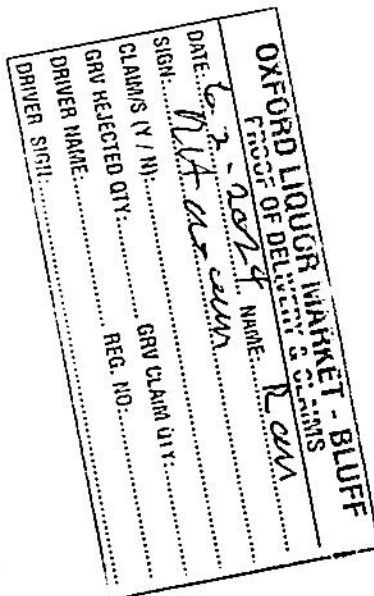 OXFORD LIQUOR MARKET - BLUFF
PROOF OF DELIVERY & CLAIMS
DATE: 6-2-2024 NAME: Ram
SIGN:
CLAIM/S (Y / N): GRV CLAIM QTY:
GRV REJECTED QTY: REG. NO:
DRIVER NAME:
DRIVER SIGN: